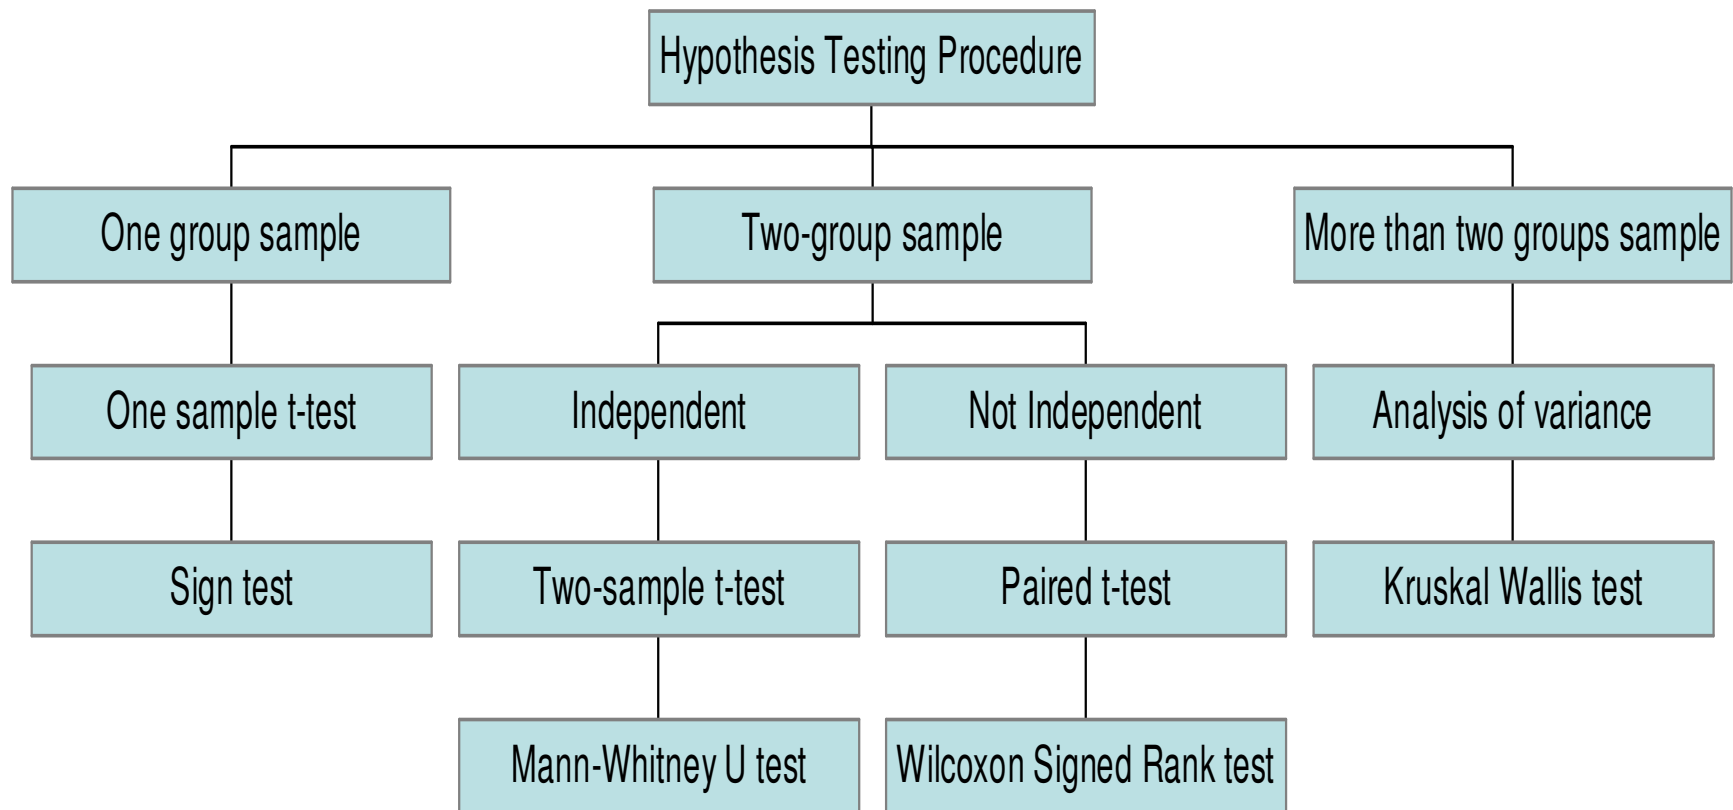 Hypothesis Testing Procedure
One group sample
Two-group sample
More than two groups sample
One sample t-test
Independent
Not Independent
Analysis of variance
Sign test
Two-sample t-test
Paired t-test
Kruskal Wallis test
Mann-Whitney U test
Wilcoxon Signed Rank test